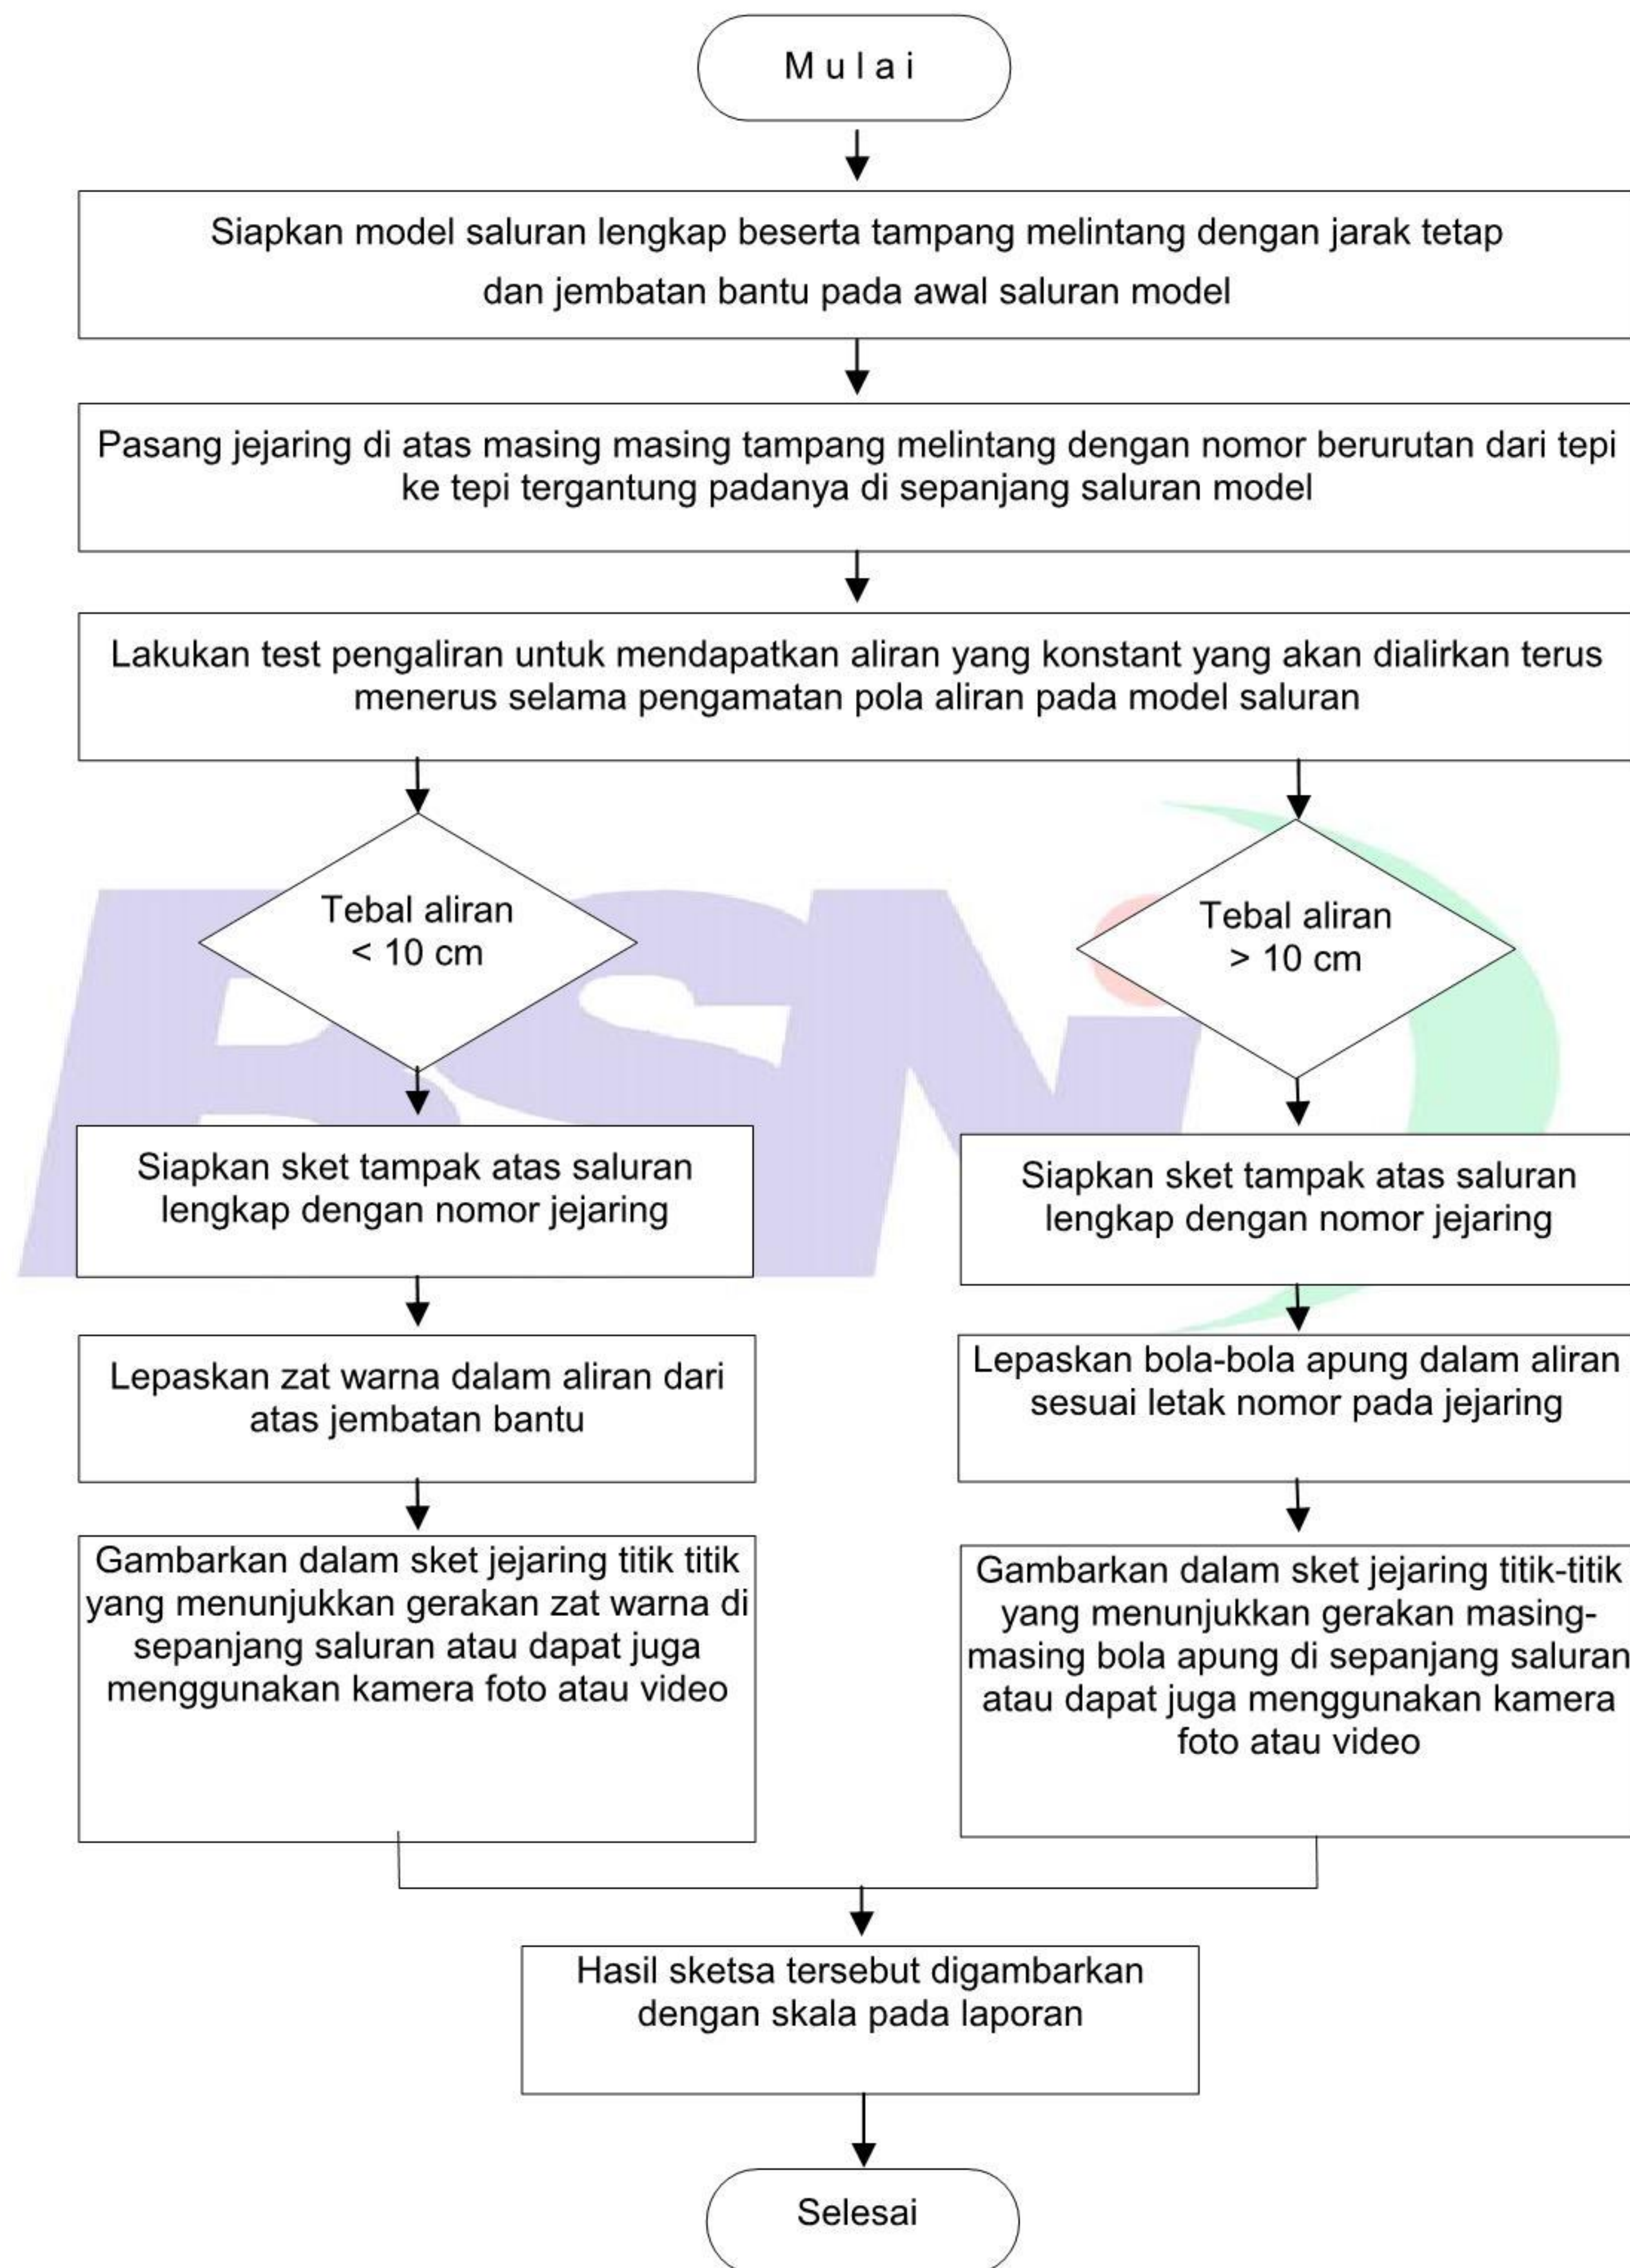 M u l a i
Siapkan model saluran lengkap beserta tampang melintang dengan jarak tetap
dan jembatan bantu pada awal saluran model
Pasang jejaring di atas masing masing tampang melintang dengan nomor berurutan dari tepi
ke tepi tergantung padanya di sepanjang saluran model
Lakukan test pengaliran untuk mendapatkan aliran yang konstant yang akan dialirkan terus
menerus selama pengamatan pola aliran pada model saluran
Tebal aliran
< 10 cm
Tebal aliran
> 10 cm
BSN
Siapkan sket tampak atas saluran
lengkap dengan nomor jejaring
Siapkan sket tampak atas saluran
lengkap dengan nomor jejaring
Lepaskan zat warna dalam aliran dari
atas jembatan bantu
Lepaskan bola-bola apung dalam aliran
sesuai letak nomor pada jejaring
Gambarkan dalam sket jejaring titik titik
yang menunjukkan gerakan zat warna di
sepanjang saluran atau dapat juga
menggunakan kamera foto atau video
Gambarkan dalam sket jejaring titik-titik
yang menunjukkan gerakan masing-
masing bola apung di sepanjang saluran
atau dapat juga menggunakan kamera
foto atau video
Hasil sketsa tersebut digambarkan
dengan skala pada laporan
Selesai